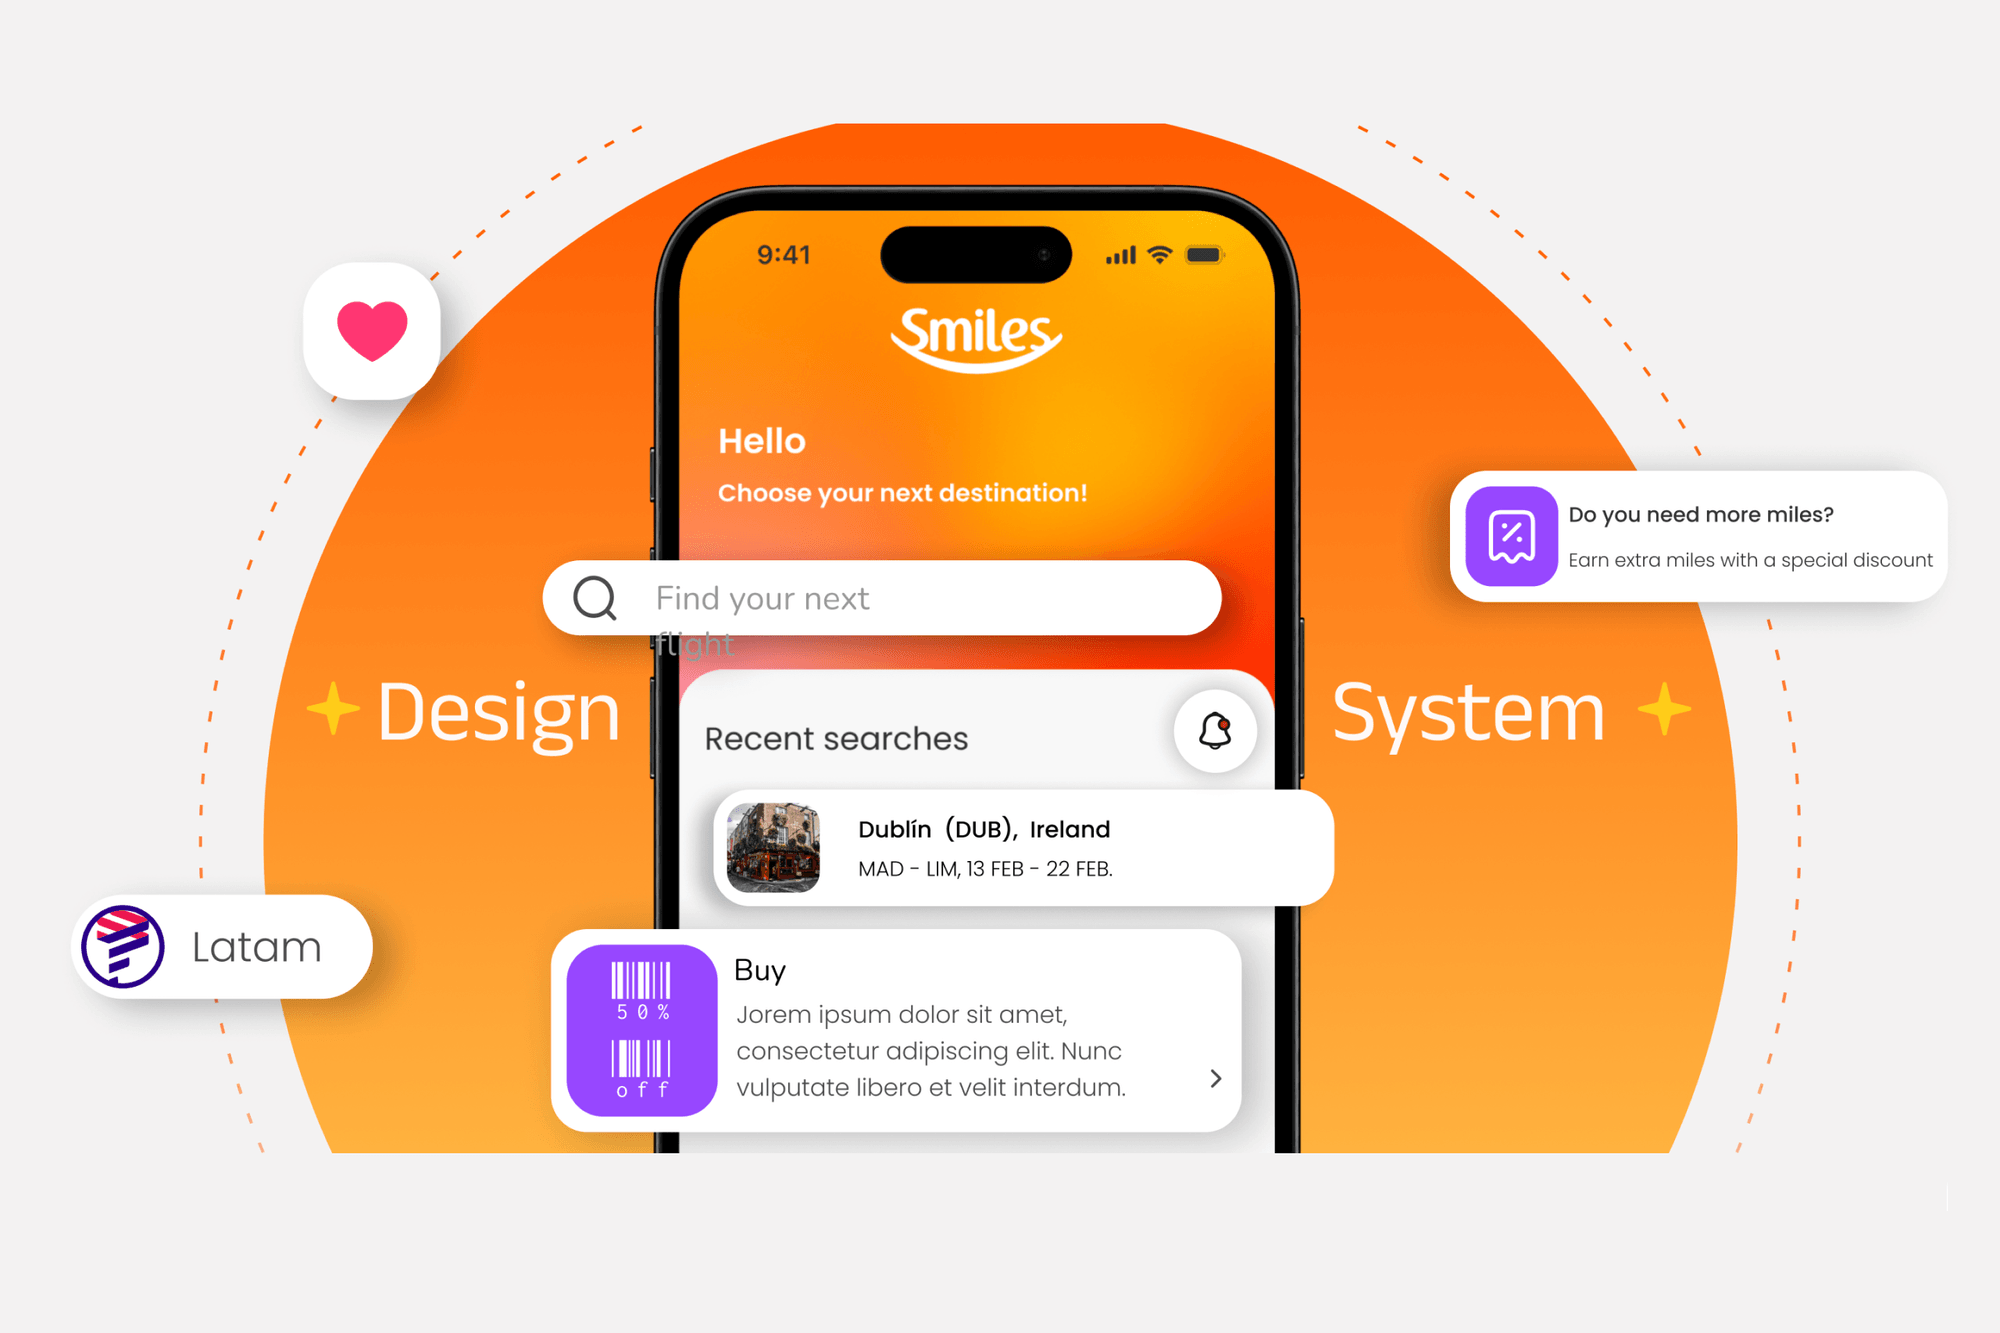 9:41
Smiles
Hello
Choose your next destination!
Do you need more miles?
Earn extra miles with a special discount
Find your next
flight
Design
System
Recent searches
Dublín (DUB), Ireland
MAD - LIM, 13 FEB - 22 FEB.
Latam
50%
off
Buy
Jorem ipsum dolor sit amet,
consectetur adipiscing elit. Nunc
vulputate libero et velit interdum.